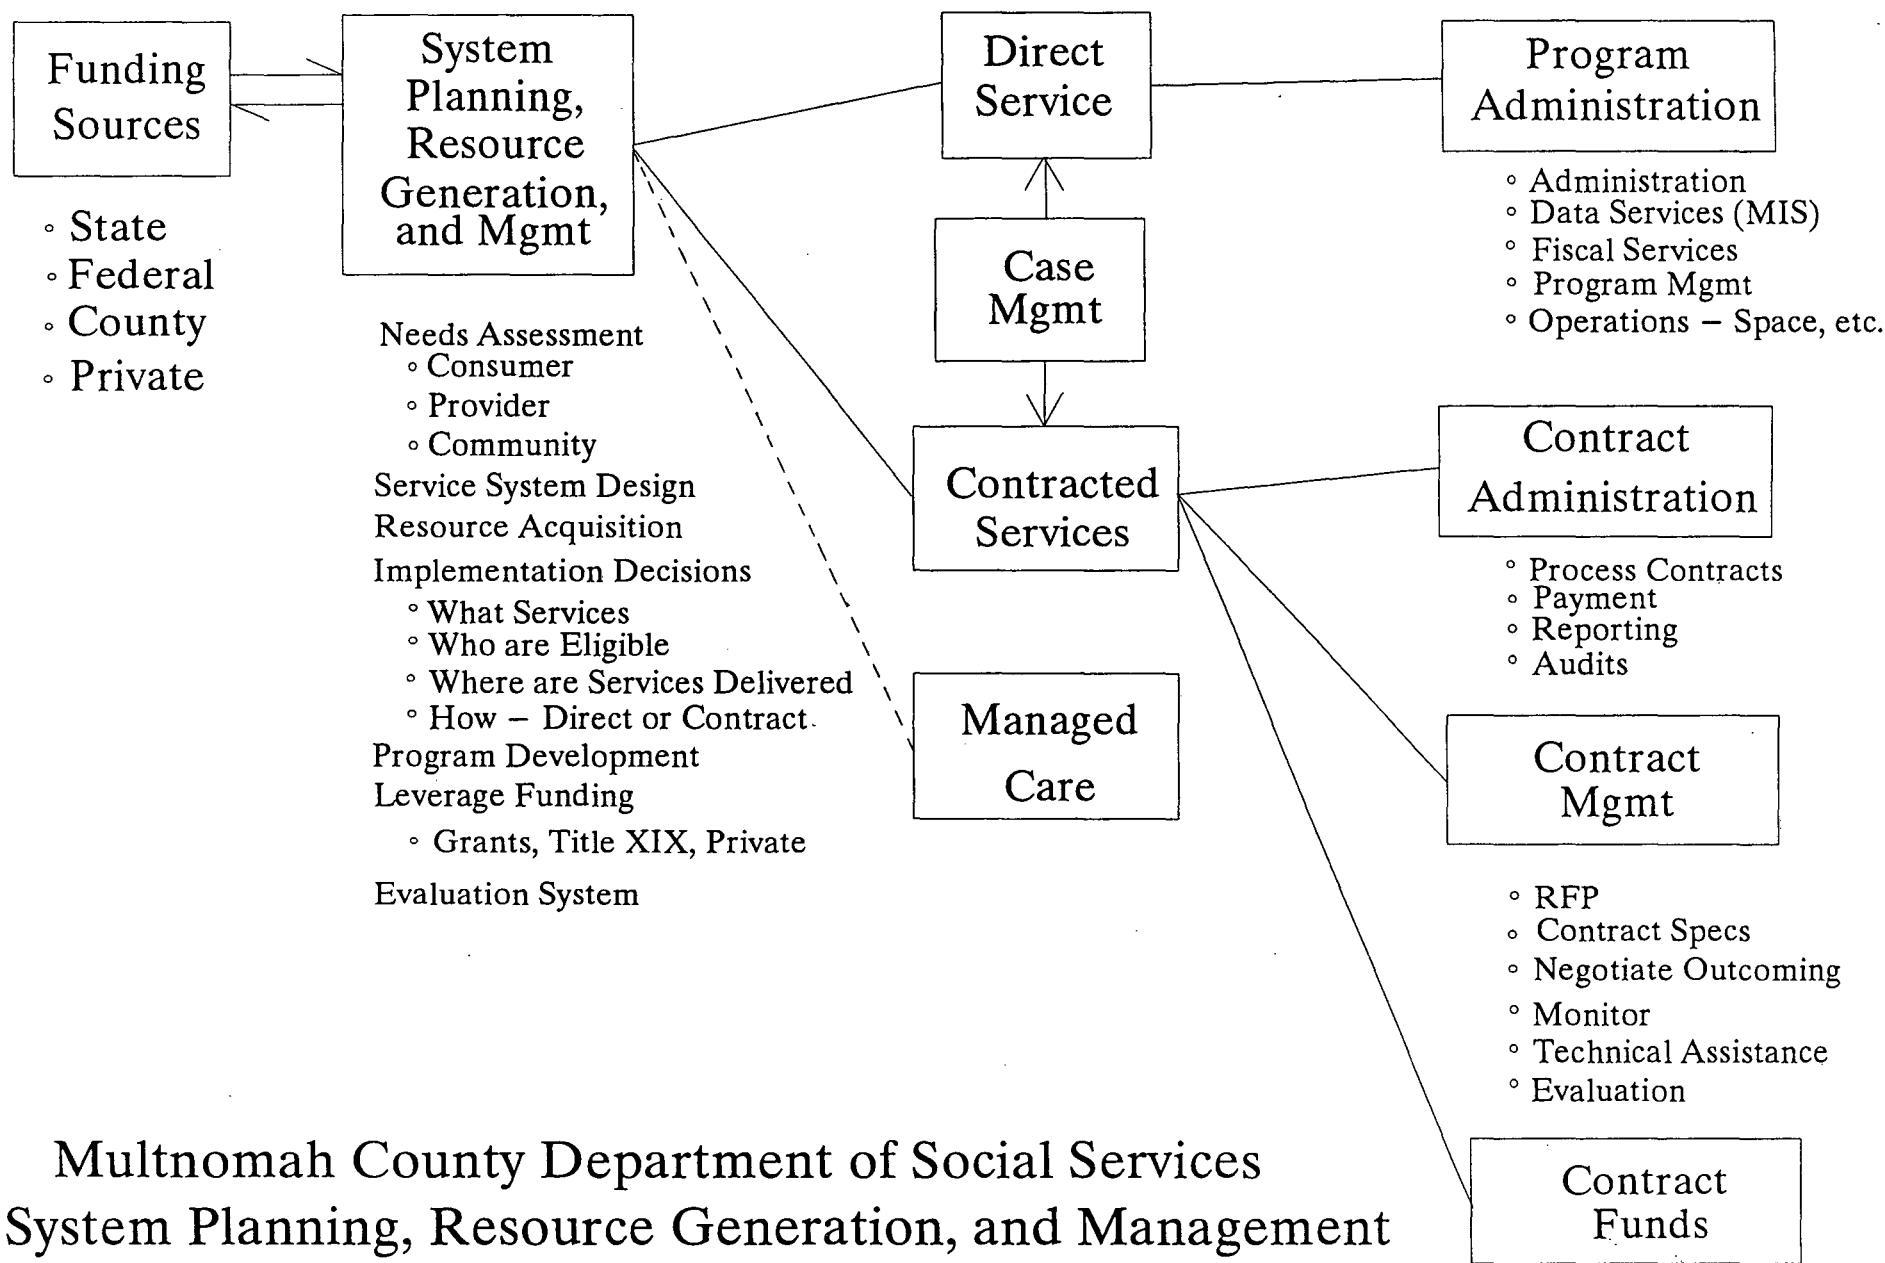 Funding
Sources
◦ State
◦ Federal
◦ County
◦ Private
System
Planning,
Resource
Generation,
and Mgmt
Needs Assessment
◦ Consumer
◦ Provider
◦ Community
Service System Design
Resource Acquisition
Implementation Decisions
◦ What Services
◦ Who are Eligible
◦ Where are Services Delivered
◦ How – Direct or Contract
Program Development
Leverage Funding
◦ Grants, Title XIX, Private
Evaluation System
Direct
Service
Case
Mgmt
Contracted
Services
Managed
Care
Program
Administration
◦ Administration
◦ Data Services (MIS)
◦ Fiscal Services
◦ Program Mgmt
◦ Operations – Space, etc.
Contract
Administration
◦ Process Contracts
◦ Payment
◦ Reporting
◦ Audits
Contract
Mgmt
◦ RFP
◦ Contract Specs
◦ Negotiate Outcoming
◦ Monitor
◦ Technical Assistance
◦ Evaluation
Contract
Funds
Multnomah County Department of Social Services
System Planning, Resource Generation, and Management